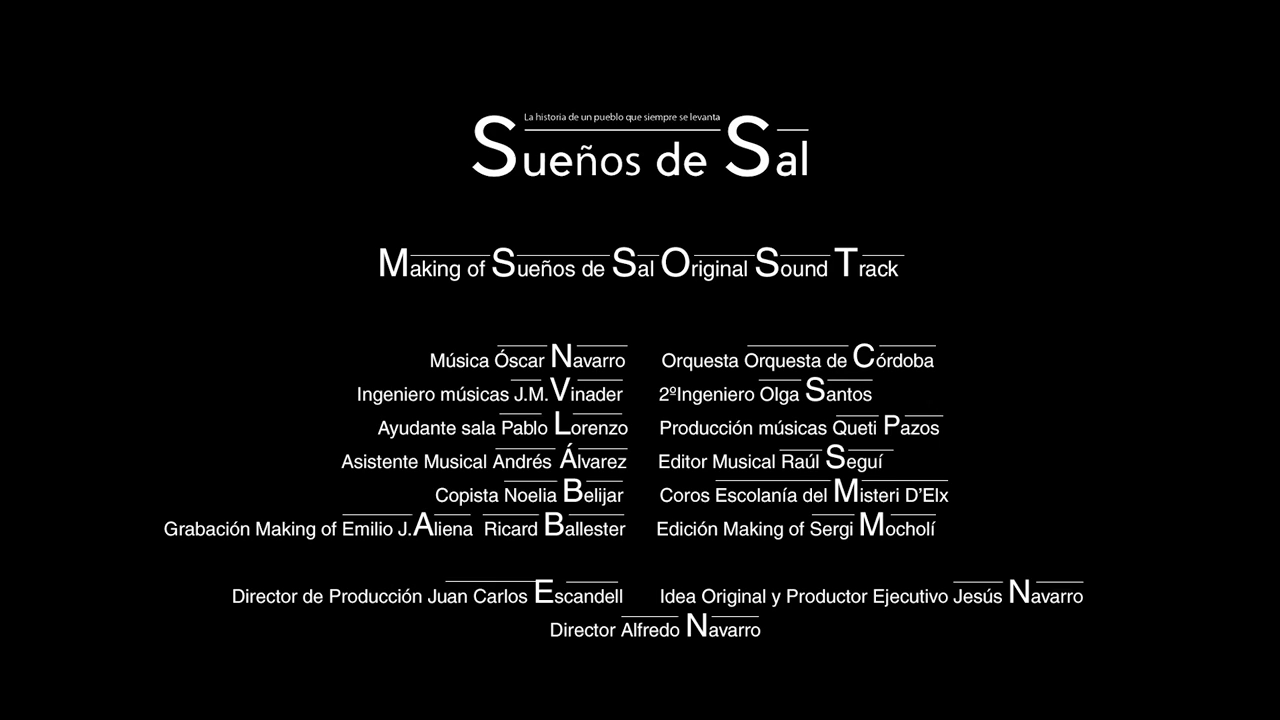 La historia de un pueblo que siempre se levanta
Sueños de Sal
Making of Sueños de Sal Original Sound Track
Música Óscar Navarro
Orquesta Orquesta de Córdoba
Ingeniero músicas J.M. Vinader
2ºIngeniero Olga Santos
Ayudante sala Pablo Lorenzo
Producción músicas Queti Pazos
Asistente Musical Andrés Álvarez
Editor Musical Raúl Seguí
Copista Noelia Belijar
Coros Escolanía del Misteri D'Elx
Grabación Making of Emilio J.Aliena Ricard Ballester
Edición Making of Sergi Mocholí
Director de Producción Juan Carlos Escandell
Idea Original y Productor Ejecutivo Jesús Navarro
Director Alfredo Navarro